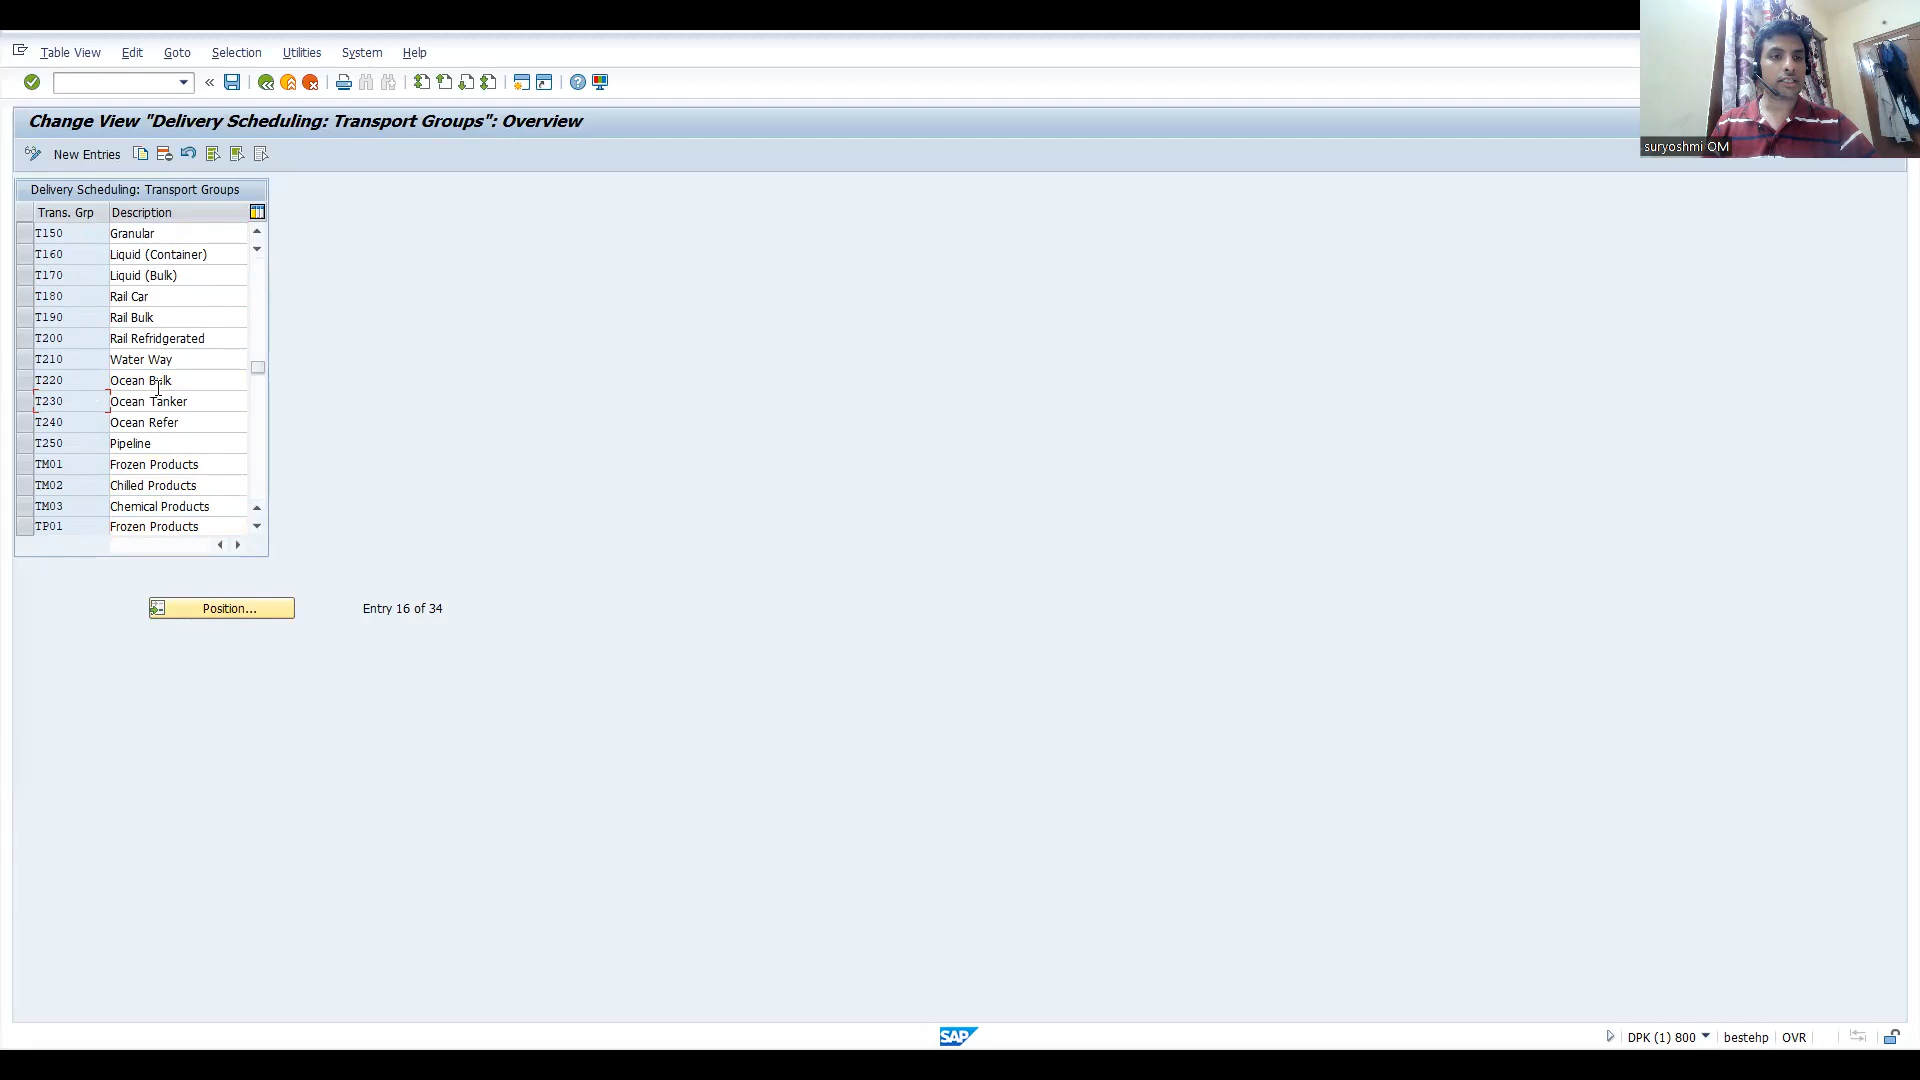 Table View Edit Goto Selection Utilities System Help
Change View "Delivery Scheduling: Transport Groups": Overview
New Entries
Delivery Scheduling: Transport Groups
Trans. Grp Description
T150 Granular
T160 Liquid (Container)
T170 Liquid (Bulk)
T180 Rail Car
T190 Rail Bulk
T200 Rail Refridgerated
T210 Water Way
T220 Ocean Bulk
T230 Ocean Tanker
T240 Ocean Refer
T250 Pipeline
TM01 Frozen Products
TM02 Chilled Products
TM03 Chemical Products
TP01 Frozen Products
Position... Entry 16 of 34
suryoshmi OM
SAP DPK (1) 800 bestehp OVR